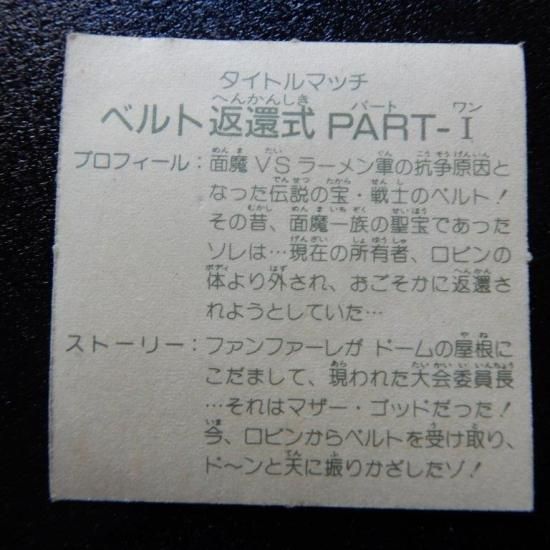 タイトルマッチ
ベルト返還式 PART-I
プロフィール：面魔VSラーメン軍の抗争原因と
なった伝説の宝・戦士のベルト！
その昔、面魔一族の聖宝であった
ソレは…現在の所有者、ロビンの
体より外され、おごそかに返還さ
れようとしていた…
ストーリー：ファンファーレがドームの屋根に
こだまして、現われた大会委員長
…それはマザー・ゴッドだった！
今、ロビンからベルトを受け取り、
ド〜ンと天に振りかざしたソ！